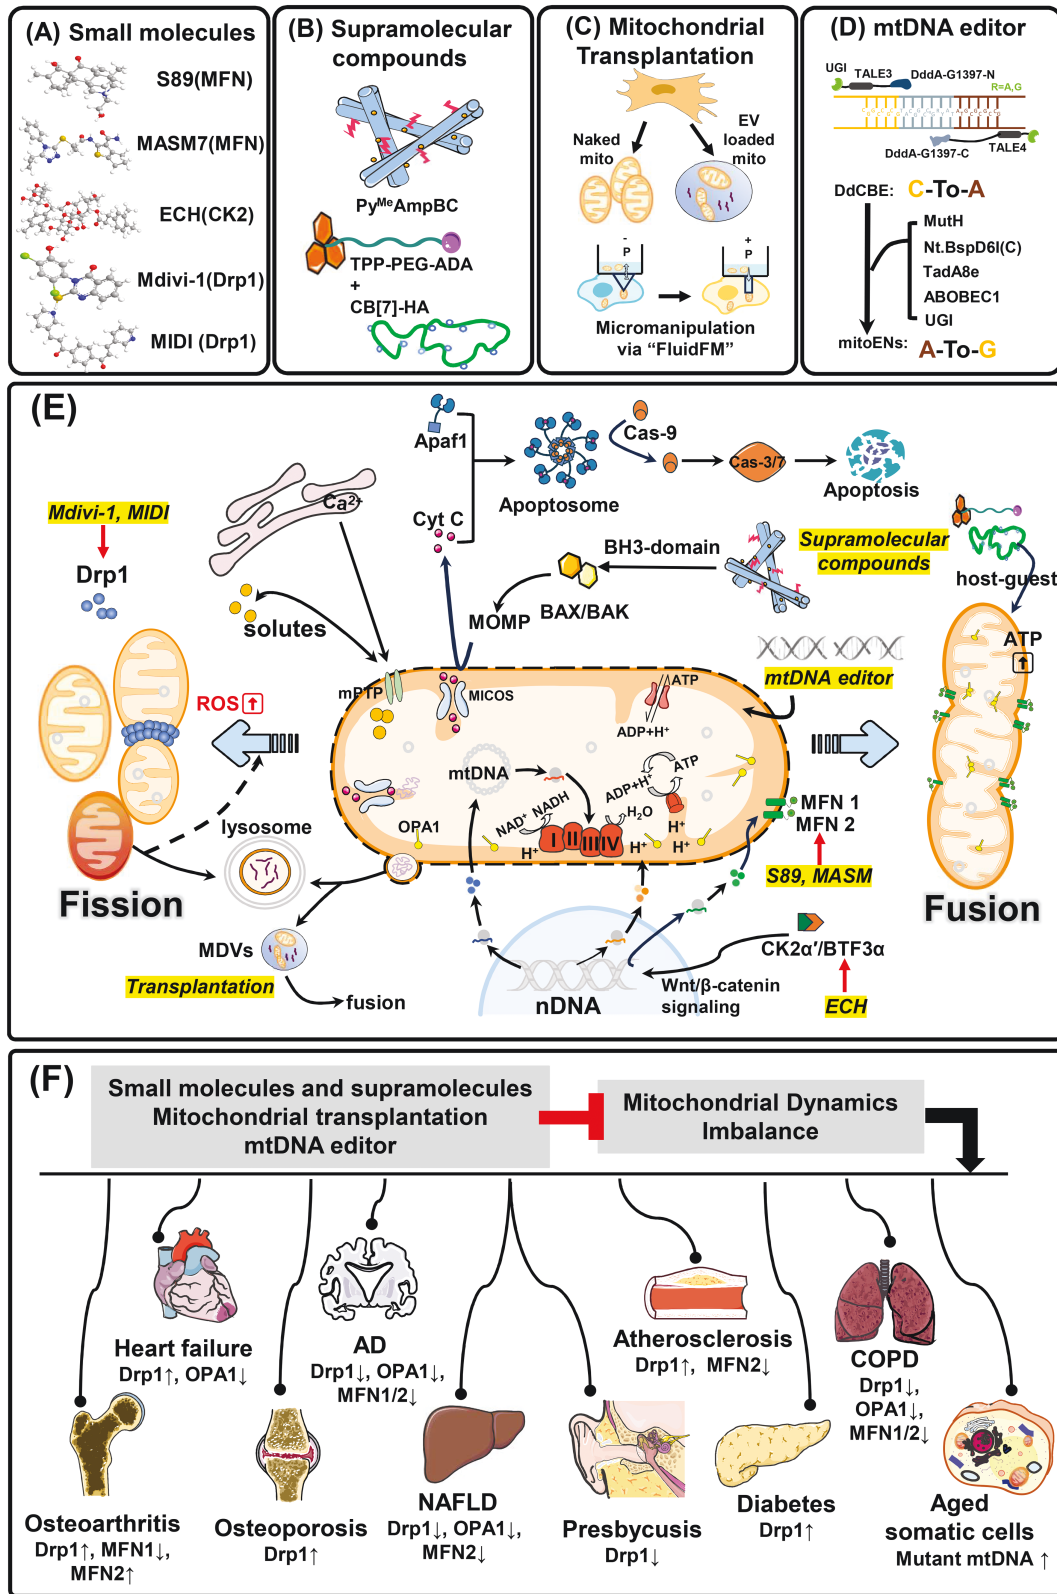 (A) Small molecules
S89(MFN)
MASM7(MFN)
ECH(CK2)
Mdivi-1(Drp1)
MIDI (Drp1)
(B) Supramolecular
compounds
Py^Me AmpBC
TPP-PEG-ADA
+
CB[7]-HA
(C) Mitochondrial
Transplantation
Naked
mito
EV
loaded
mito
-
P
+
P
Micromanipulation
via “FluidFM”
(D) mtDNA editor
UGI
TALE3
DddA-G1397-N
R=A,G
DddA-G1397-C
TALE4
DdCBE:
C-To-A
MutH
Nt.BspD6I(C)
TadA8e
ABOBEC1
UGI
mitoENs:
A-To-G
(E)
Apaf1
Cyt C
Apoptosome
Cas-9
Cas-3/7
Apoptosis
Ca²⁺
Mdivi-1, MIDI
Drp1
solutes
BH3-domain
BAX/BAK
MOMP
Supramolecular
compounds
host-guest
ATP
mtDNA editor
ROS
mPTP
MICOS
ATP
ADP+H⁺
mtDNA
ADP+H⁺
ATP
NAD⁺
NADH
H₂O
OPA1
I
II
III
IV
H⁺
H⁺
H⁺
H⁺
MFN 1
MFN 2
S89, MASM
lysosome
Fission
Fusion
MDVs
Transplantation
fusion
nDNA
Wnt/β-catenin
signaling
CK2α′/BTF3α
ECH
(F)
Small molecules and supramolecules
Mitochondrial transplantation
mtDNA editor
Mitochondrial Dynamics
Imbalance
Heart failure
Drp1↑, OPA1↓
AD
Drp1↓, OPA1↓,
MFN1/2↓
Atherosclerosis
Drp1↑, MFN2↓
COPD
Drp1↓,
OPA1↓,
MFN1/2↓
Osteoarthritis
Drp1↑, MFN1↓,
MFN2↑
Osteoporosis
Drp1↑
NAFLD
Drp1↓, OPA1↓,
MFN2↓
Presbycusis
Drp1↓
Diabetes
Drp1↑
Aged
somatic cells
Mutant mtDNA ↑